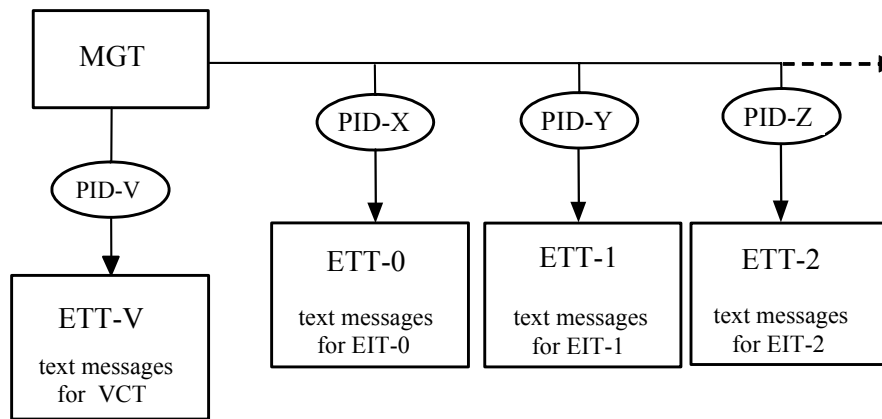 MGT
PID-X
PID-Y
PID-Z
PID-V
ETT-0
text messages
for EIT-0
ETT-1
text messages
for EIT-1
ETT-2
text messages
for EIT-2
ETT-V
text messages
for VCT